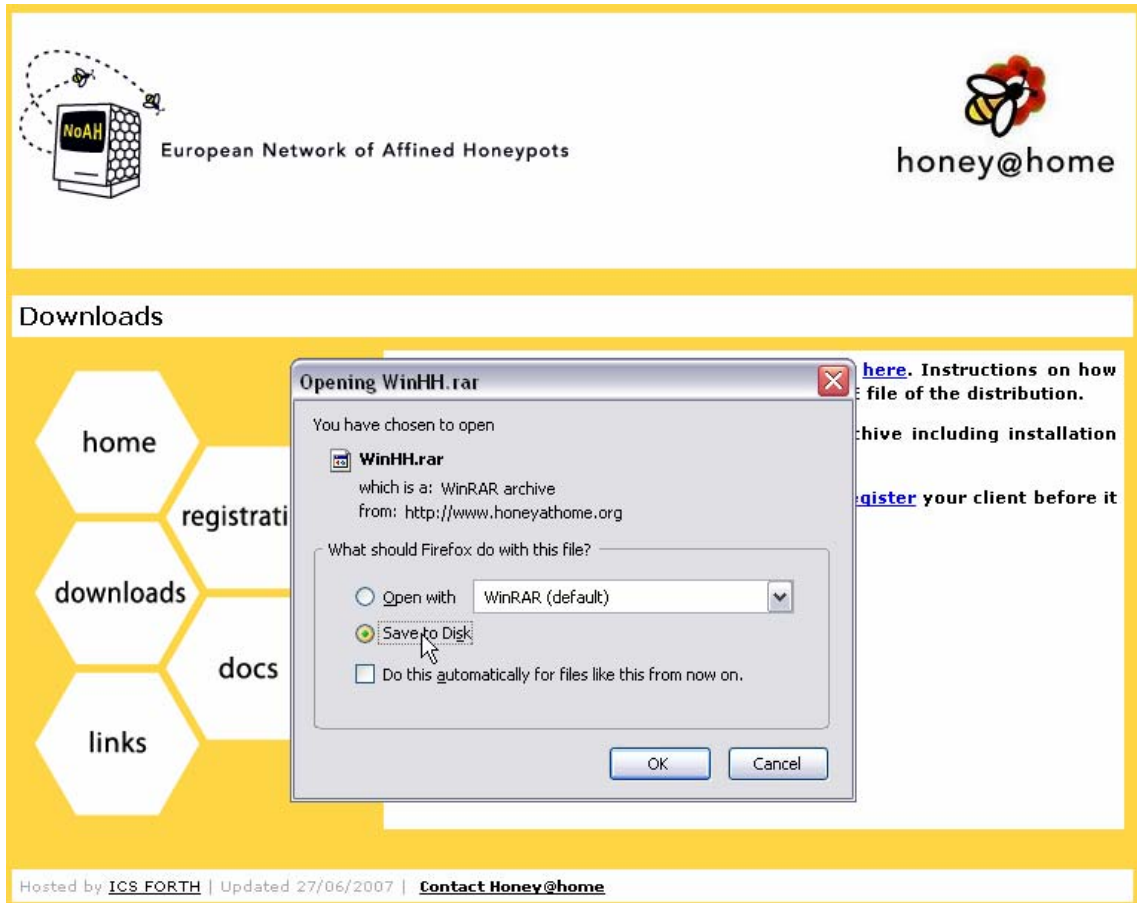 NoAH
European Network of Affined Honeypots
honey@home
Downloads
home
registrati
downloads
docs
links
here. Instructions on how
file of the distribution.
including installation
your client before it
Opening WinHH.rar
You have chosen to open
WinHH.rar
which is a: WinRAR archive
from: http://www.honeyathome.org
What should Firefox do with this file?
Open with WinRAR (default)
Save to Disk
Do this automatically for files like this from now on.
OK Cancel
Hosted by ICS FORTH | Updated 27/06/2007 | Contact Honey@home